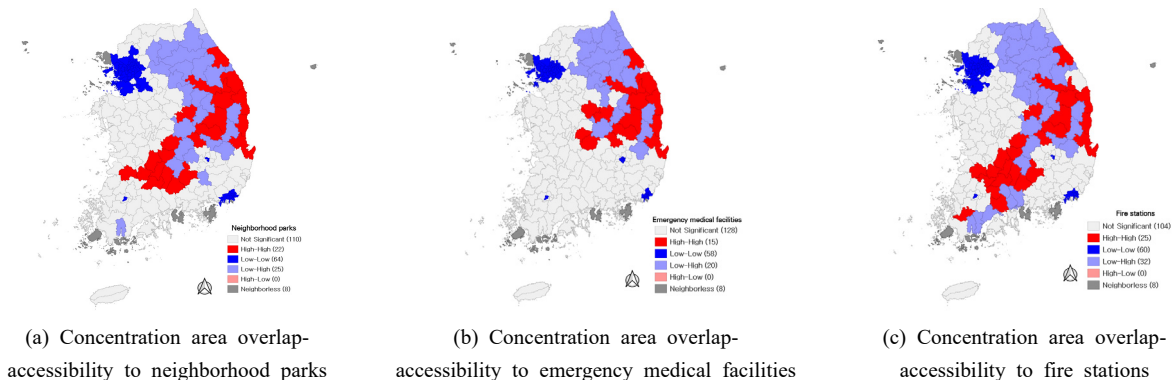 Neighborhood parks
Not Significant (110)
High-High (22)
Low-Low (64)
Low-High (25)
High-Low (0)
Neighborless (8)
Emergency medical facilities
Not Significant (128)
High-High (15)
Low-Low (58)
Low-High (20)
High-Low (0)
Neighborless (8)
Fire stations
Not Significant (104)
High-High (25)
Low-Low (60)
Low-High (32)
High-Low (0)
Neighborless (8)
(a) Concentration area overlap-
accessibility to neighborhood parks
(b) Concentration area overlap-
accessibility to emergency medical facilities
(c) Concentration area overlap-
accessibility to fire stations